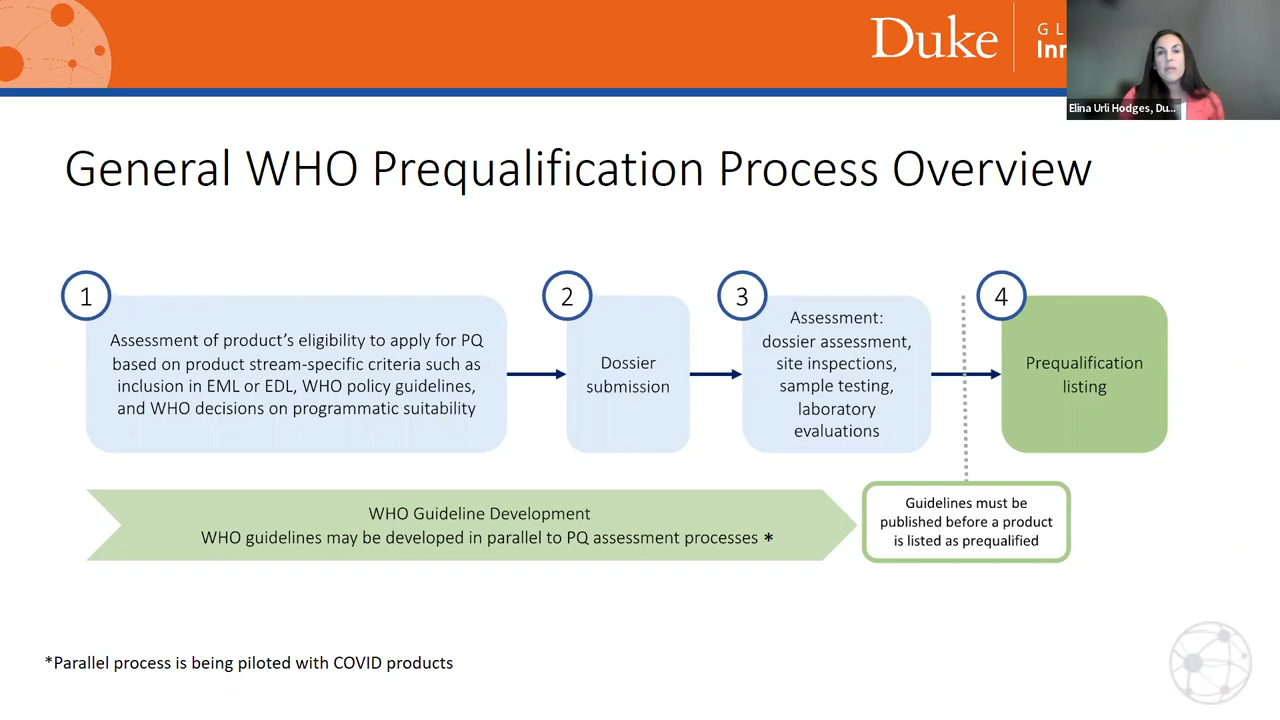 Duke
Elina Urli Hodges, Du...
General WHO Prequalification Process Overview
1
Assessment of product's eligibility to apply for PQ
based on product stream-specific criteria such as
inclusion in EML or EDL, WHO policy guidelines,
and WHO decisions on programmatic suitability
2
Dossier
submission
3
Assessment:
dossier assessment,
site inspections,
sample testing,
laboratory
evaluations
4
Prequalification
listing
WHO Guideline Development
WHO guidelines may be developed in parallel to PQ assessment processes *
Guidelines must be
published before a product
is listed as prequalified
*Parallel process is being piloted with COVID products